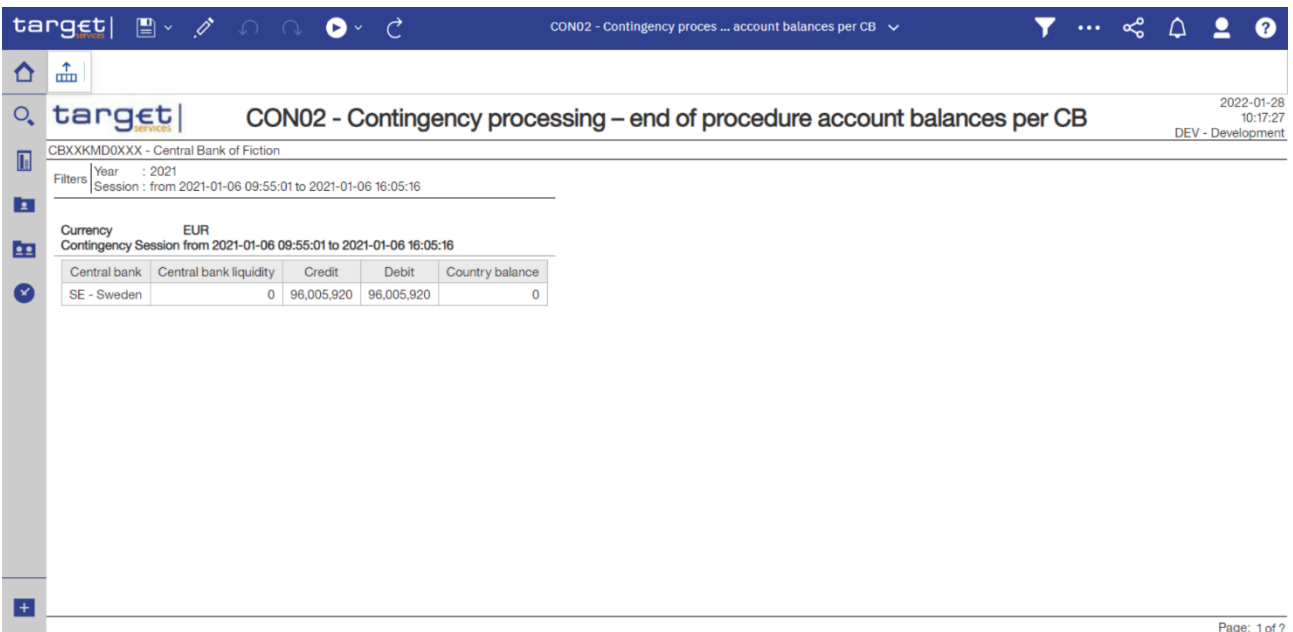 target services
CON02 - Contingency proces ... account balances per CB
?
target services
CON02 - Contingency processing – end of procedure account balances per CB
2022-01-28
10:17:27
DEV - Development
CBXXKMD0XXX - Central Bank of Fiction
Filters Year : 2021
Session : from 2021-01-06 09:55:01 to 2021-01-06 16:05:16
Currency EUR
Contingency Session from 2021-01-06 09:55:01 to 2021-01-06 16:05:16
Central bank Central bank liquidity Credit Debit Country balance
SE - Sweden 0 96,005,920 96,005,920 0
Page: 1 of ?